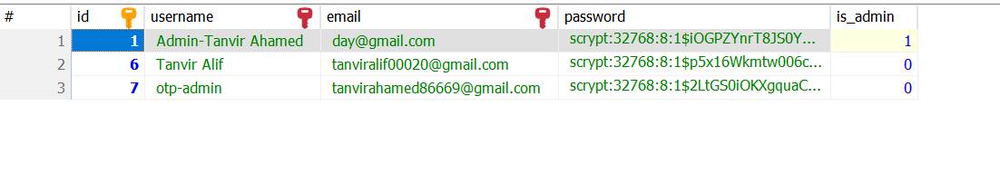 # id username email password is_admin
1 1 Admin-Tanvir Ahamed day@gmail.com scrypt:32768:8:1$iOGPZYnrT8JS0Y... 1
2 6 Tanvir Alif tanviralif00020@gmail.com scrypt:32768:8:1$p5x16Wkmtw006c... 0
3 7 otp-admin tanvirahamed86669@gmail.com scrypt:32768:8:1$2LtGS0iOKXgquaC... 0